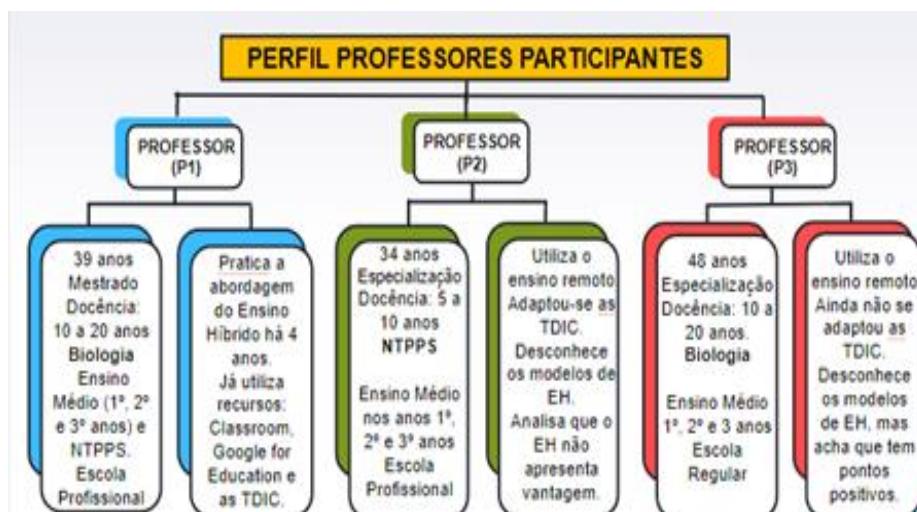 PERFIL PROFESSORES PARTICIPANTES
PROFESSOR
(P1)
PROFESSOR
(P2)
PROFESSOR
(P3)
39 anos
Mestrado
Docência:
10 a 20 anos
Biologia
Ensino
Médio (1º, 2º
e 3º anos) e
NTPPS.
Escola
Profissional
Pratica a
abordagem
do Ensino
Híbrido há 4
anos.
Já utiliza
recursos:
Classroom,
Google for
Education e
as TDIC.
34 anos
Especialização
Docência: 5 a
10 anos
NTPPS
Ensino Médio
nos anos 1º,
2º e 3º anos
Escola
Profissional
Utiliza o
ensino remoto
Adaptou-se as
TDIC.
Desconhece
os modelos de
EH.
Analisa que o
EH não
apresenta
vantagem.
48 anos
Especialização
Docência: 10 a
20 anos.
Biologia
Ensino Médio
1º, 2º e 3 anos
Escola
Regular
Utiliza o
ensino remoto
Ainda não se
adaptou as
TDIC.
Desconhece
os modelos
de EH, mas
acha que tem
pontos
positivos.